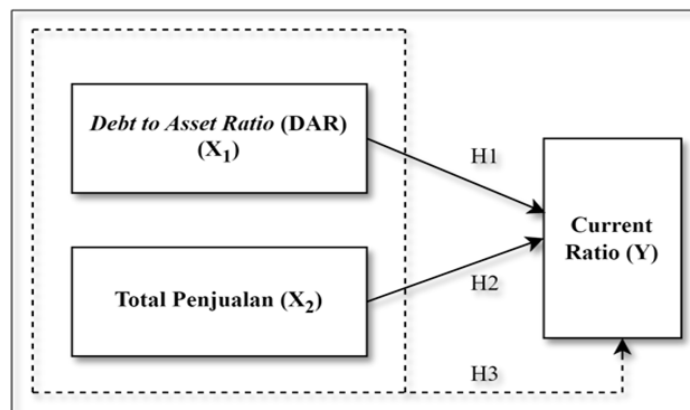 Debt to Asset Ratio (DAR)
(X₁)
H1
Current
Ratio (Y)
Total Penjualan (X₂)
H2
H3